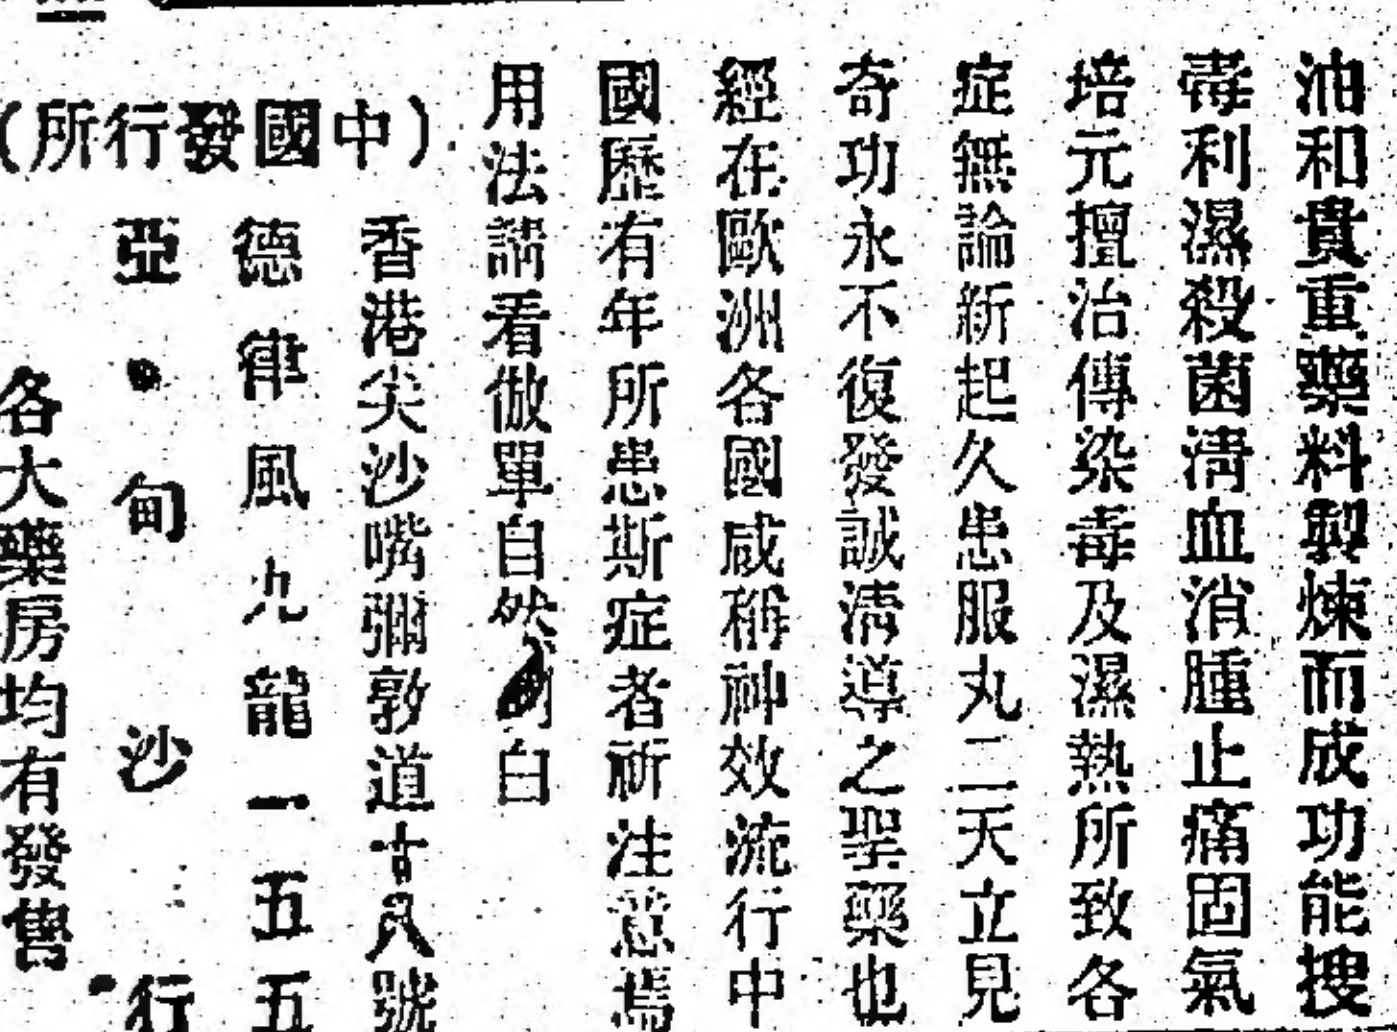 油和貴重藥料製煉而成功能搜
毒利濕殺菌淸血消腫止痛固氣
培元擅治傳染毒及濕熱所致各
症無論新起久患服丸二天立見
奇功永不復發誠淸導之聖藥也
經在歐洲各國咸稱神效流行中
國歷有年所患斯症者祈注意焉
用法請看倣單自然明白
(中國發行所)
香港尖沙嘴彌敦道 八號
德律風九龍一五五
亞•甸沙行
各大藥房均有發售